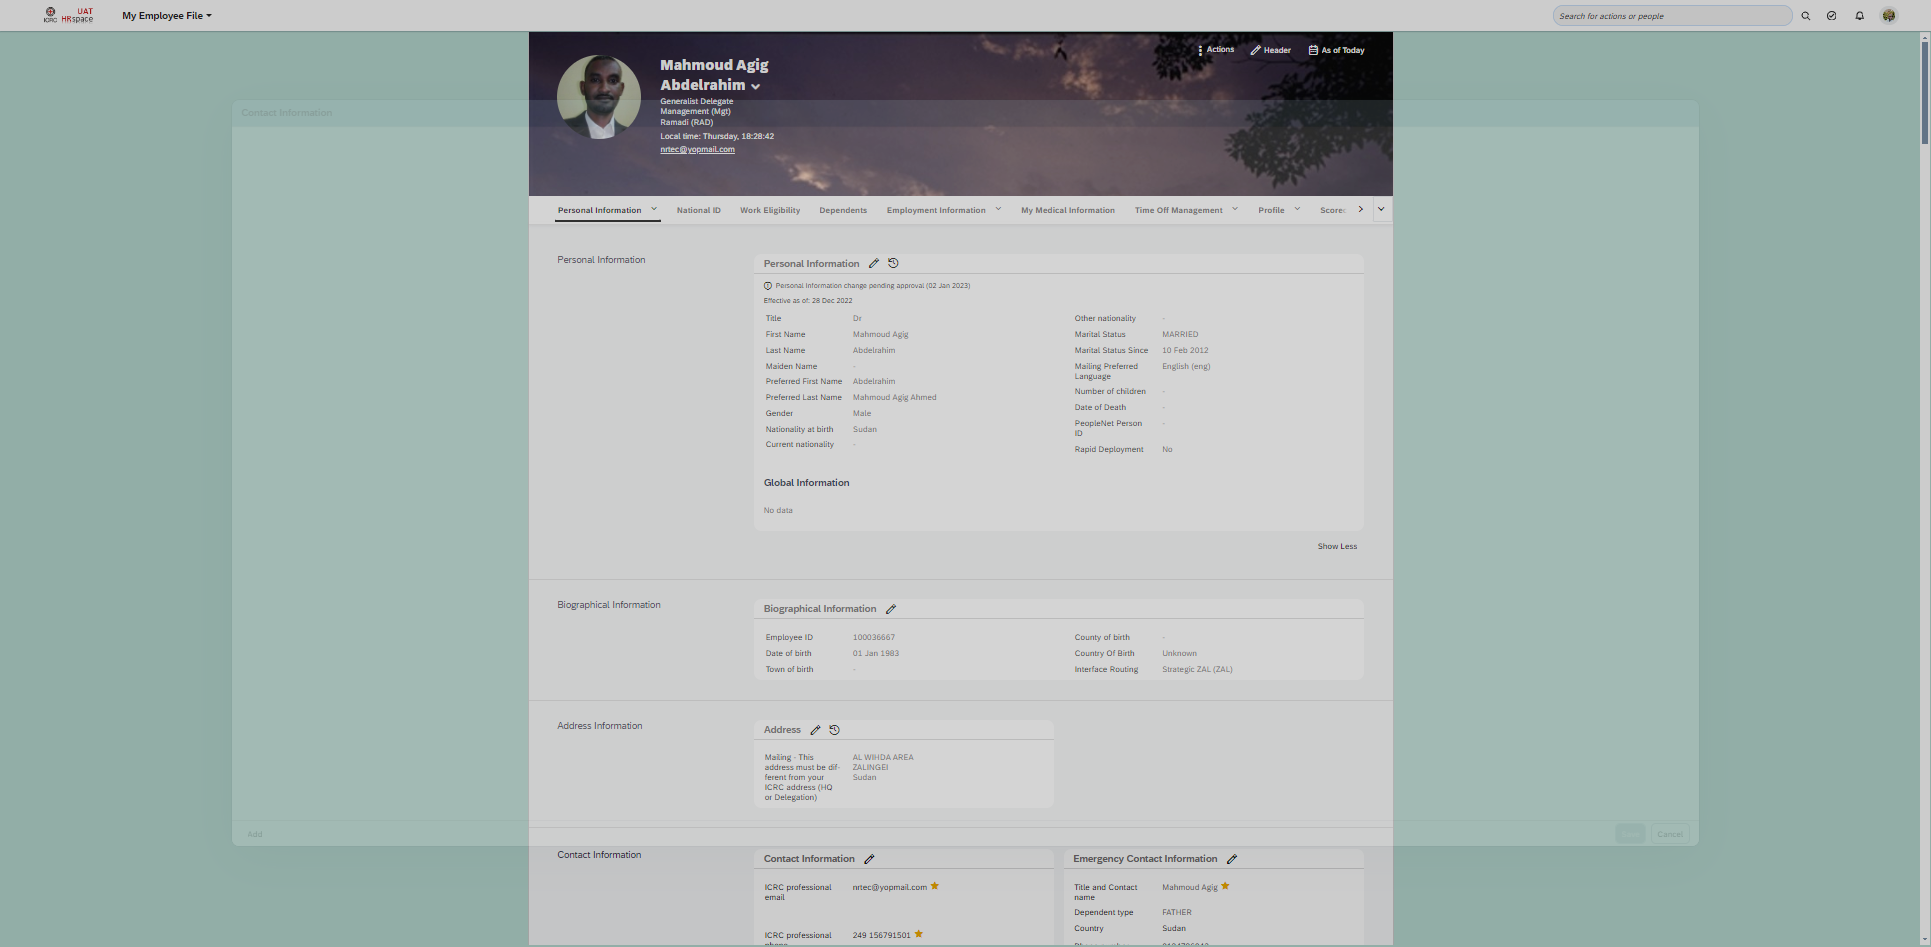 ICRC UAT HRspace My Employee File Search for actions or people
Actions Header As of Today
Mahmoud Agig
Abdelrahim
Generalist Delegate
Management (Mgt)
Ramadi (RAD)
Local time: Thursday, 18:28:42
nrtec@yopmail.com
Contact Information
Personal Information National ID Work Eligibility Dependents Employment Information My Medical Information Time Off Management Profile Score
Personal Information
Personal Information
Personal Information change pending approval (02 Jan 2023)
Effective as of: 28 Dec 2022
Title Dr
First Name Mahmoud Agig
Last Name Abdelrahim
Maiden Name -
Preferred First Name Abdelrahim
Preferred Last Name Mahmoud Agig Ahmed
Gender Male
Nationality at birth Sudan
Current nationality -
Other nationality -
Marital Status MARRIED
Marital Status Since 10 Feb 2012
Mailing Preferred English (eng)
Language
Number of children -
Date of Death -
PeopleNet Person -
ID
Rapid Deployment No
Global Information
No data
Show Less
Biographical Information
Biographical Information
Employee ID 100036667
Date of birth 01 Jan 1983
Town of birth -
County of birth -
Country Of Birth Unknown
Interface Routing Strategic ZAL (ZAL)
Address Information
Address
Mailing - This AL WIHDA AREA
address must be dif- ZALINGEI
ferent from your Sudan
ICRC address (HQ
or Delegation)
Add Cancel
Contact Information
Contact Information
ICRC professional nrtec@yopmail.com
email
ICRC professional 249 156791501
Emergency Contact Information
Title and Contact Mahmoud Agig
name
Dependent type FATHER
Country Sudan